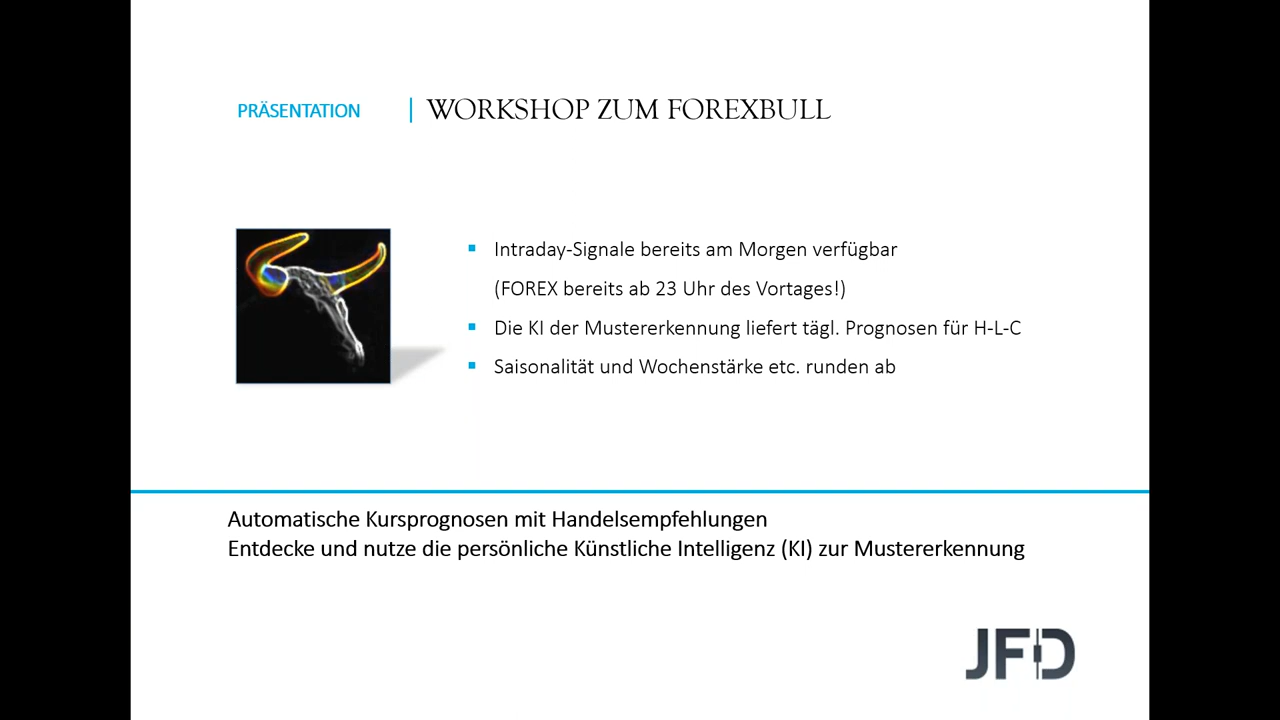 PRÄSENTATION | WORKSHOP ZUM FOREXBULL
Intraday-Signale bereits am Morgen verfügbar
(FOREX bereits ab 23 Uhr des Vortages!)
Die KI der Mustererkennung liefert tägl. Prognosen für H-L-C
Saisonalität und Wochenstärke etc. runden ab
Automatische Kursprognosen mit Handelsempfehlungen
Entdecke und nutze die persönliche Künstliche Intelligenz (KI) zur Mustererkennung
JFD